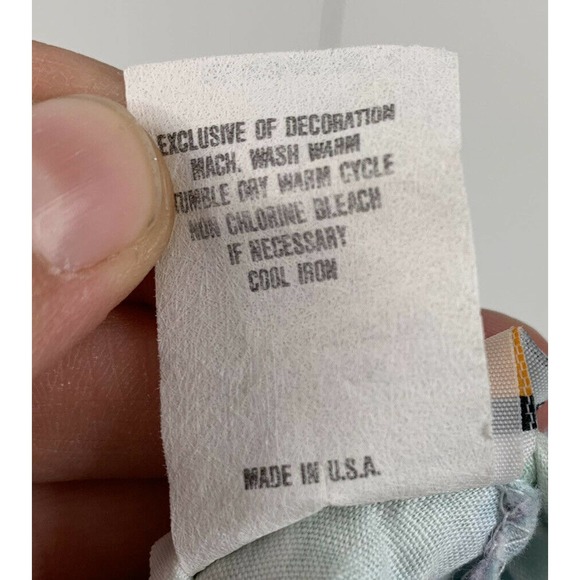 EXCLUSIVE OF DECORATION
MACH. WASH WARM
TUMBLE DRY WARM CYCLE
NON CHLORINE BLEACH
IF NECESSARY
COOL IRON
MADE IN U.S.A.